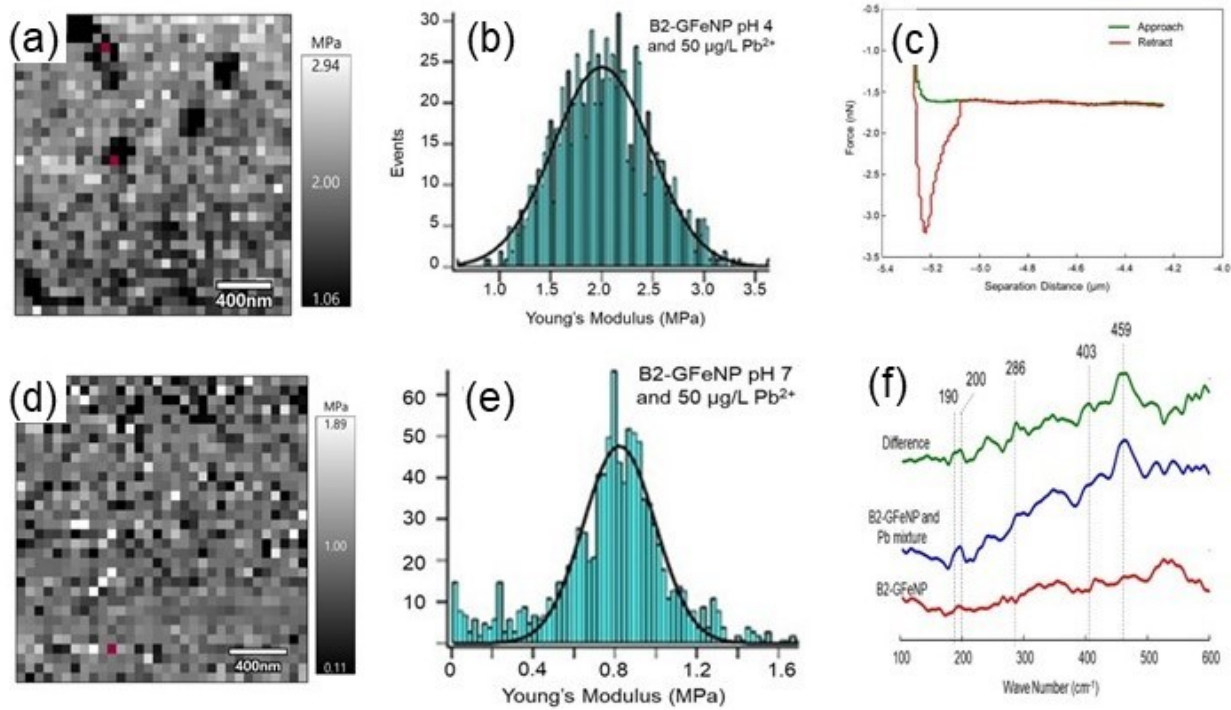 (a)
MPa
2.94
2.00
1.06
400nm
(b)
B2-GFeNP pH 4
and 50 µg/L Pb²⁺
Events
30
25
20
15
10
5
0
1.0 1.5 2.0 2.5 3.0 3.5
Young's Modulus (MPa)
(c)
Approach
Retract
Force (nN)
-0.5
-1.0
-1.5
-2.0
-2.5
-3.0
-3.5
-5.4 -5.2 -5.0 -4.8 -4.6 -4.4 -4.2 -4.0
Separation Distance (µm)
(d)
MPa
1.89
1.00
0.11
400nm
(e)
B2-GFeNP pH 7
and 50 µg/L Pb²⁺
60
50
40
30
20
10
0 0.4 0.8 1.2 1.6
Young's Modulus (MPa)
(f)
190 200 286 403 459
Difference
B2-GFeNP and
Pb mixture
B2-GFeNP
100 200 300 400 500 600
Wave Number (cm⁻¹)